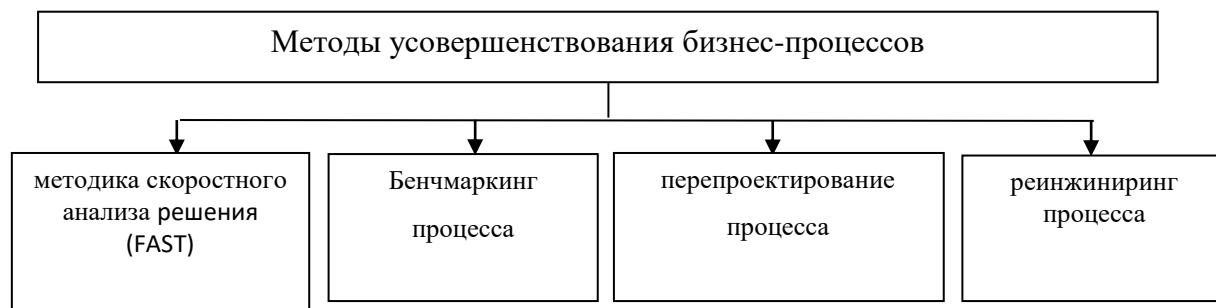 Методы усовершенствования бизнес-процессов
методика скоростного
анализа решения
(FAST)
Бенчмаркинг
процесса
перепроектирование
процесса
реинжиниринг
процесса